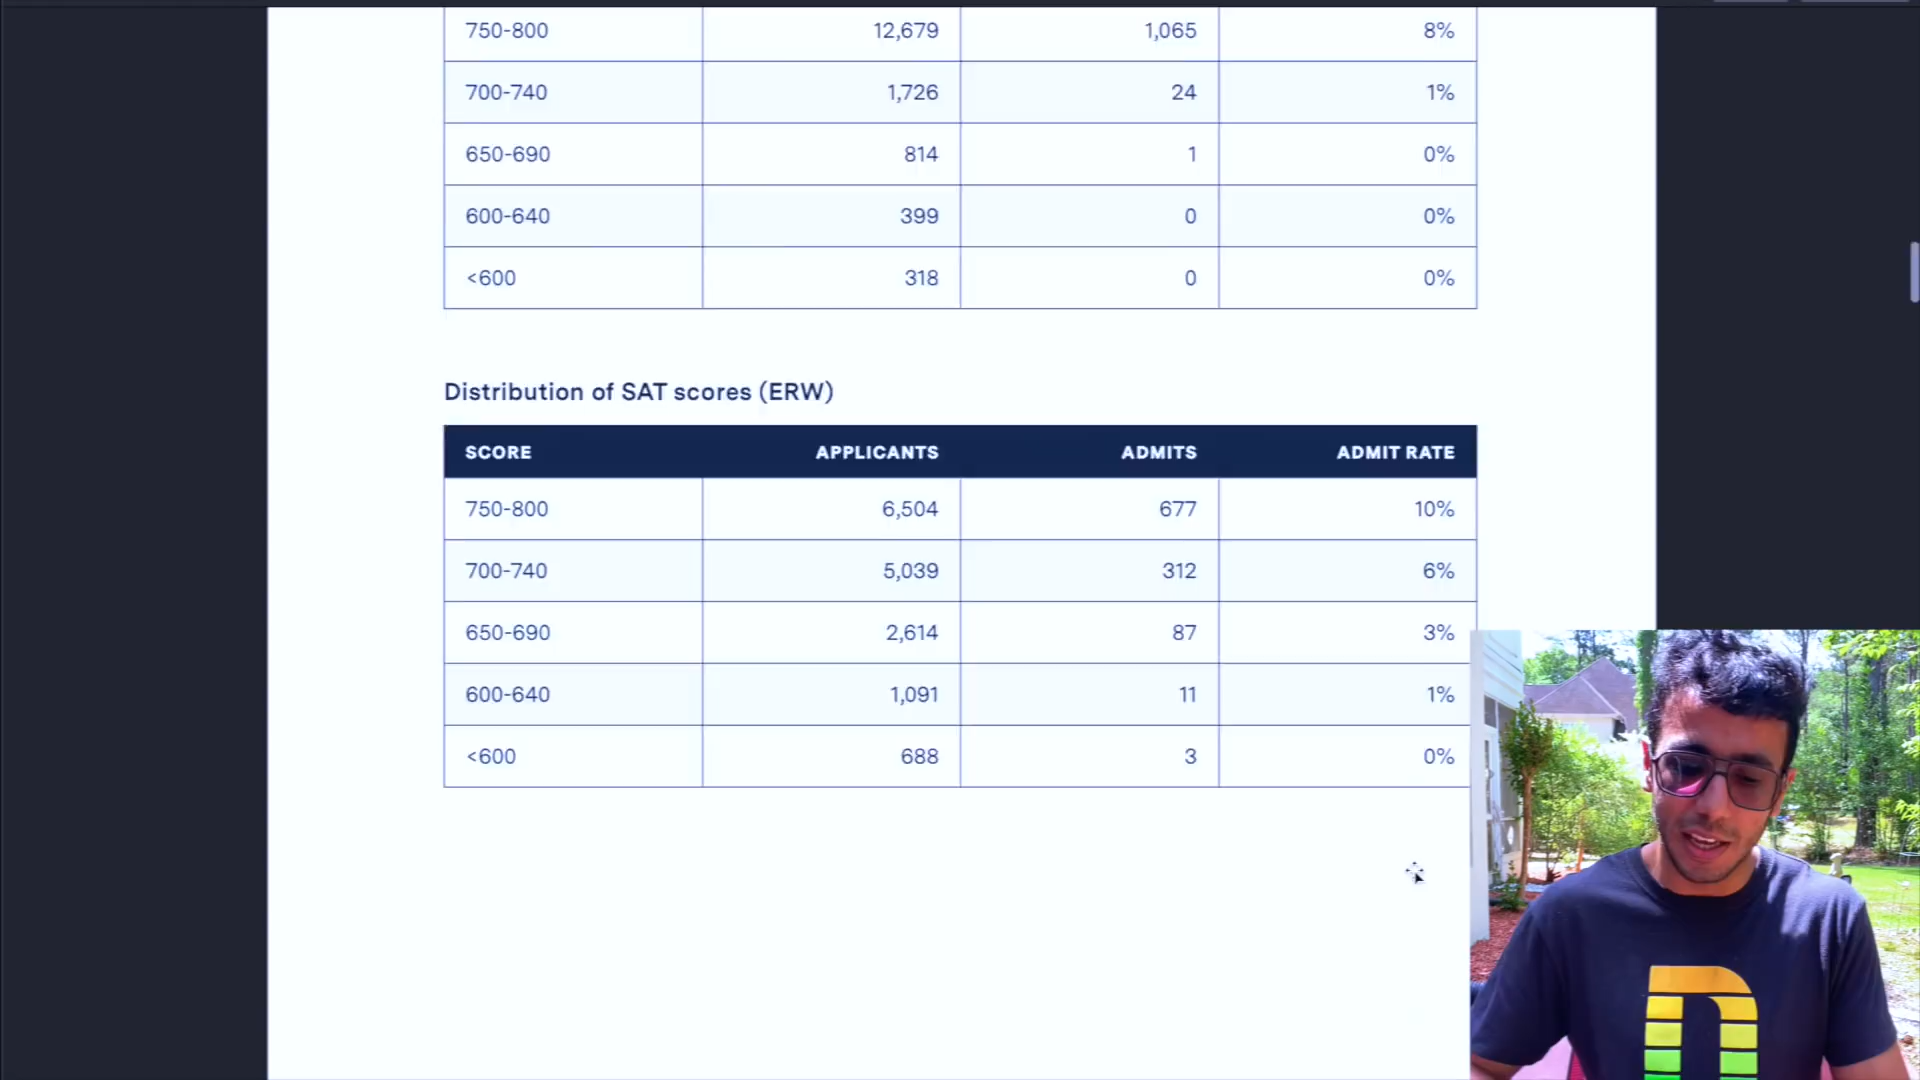 750-800 12,679 1,065 8%
700-740 1,726 24 1%
650-690 814 1 0%
600-640 399 0 0%
<600 318 0 0%
Distribution of SAT scores (ERW)
SCORE APPLICANTS ADMITS ADMIT RATE
750-800 6,504 677 10%
700-740 5,039 312 6%
650-690 2,614 87 3%
600-640 1,091 11 1%
<600 688 3 0%